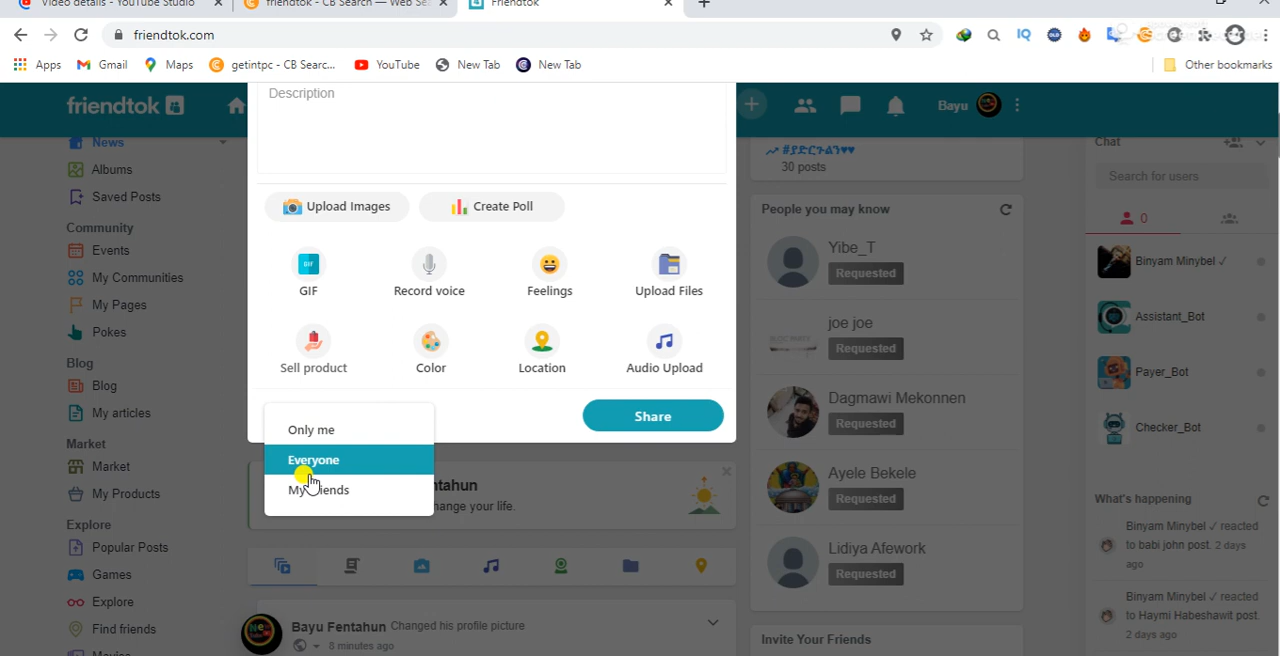 Video details - YouTube Studio
friendtok - CB Search — Web Se
Friendtok
friendtok.com
Apps
Gmail
Maps
getintpc - CB Searc...
YouTube
New Tab
New Tab
Other bookmarks
friendtok
Bayu
News
Albums
Saved Posts
Community
Events
My Communities
My Pages
Pokes
Blog
Blog
My articles
Market
Market
My Products
Explore
Popular Posts
Games
Explore
Find friends
Description
Upload Images
Create Poll
GIF
Record voice
Feelings
Upload Files
Sell product
Color
Location
Audio Upload
Only me
Everyone
Share
ntahun
hange your life.
Bayu Fentahun Changed his profile picture
8 minutes ago
#ያድርጉልን♥♥
30 posts
People you may know
Yibe_T
Requested
joe joe
Requested
Dagmawi Mekonnen
Requested
Ayele Bekele
Requested
Lidiya Afework
Requested
Invite Your Friends
Chat
Search for users
0
Binyam Minybel ✓
Assistant_Bot
Payer_Bot
Checker_Bot
What's happening
Binyam Minybel ✓ reacted
to babi john post. 2 days
ago
Binyam Minybel ✓ reacted
to Haymi Habeshawit post.
2 days ago